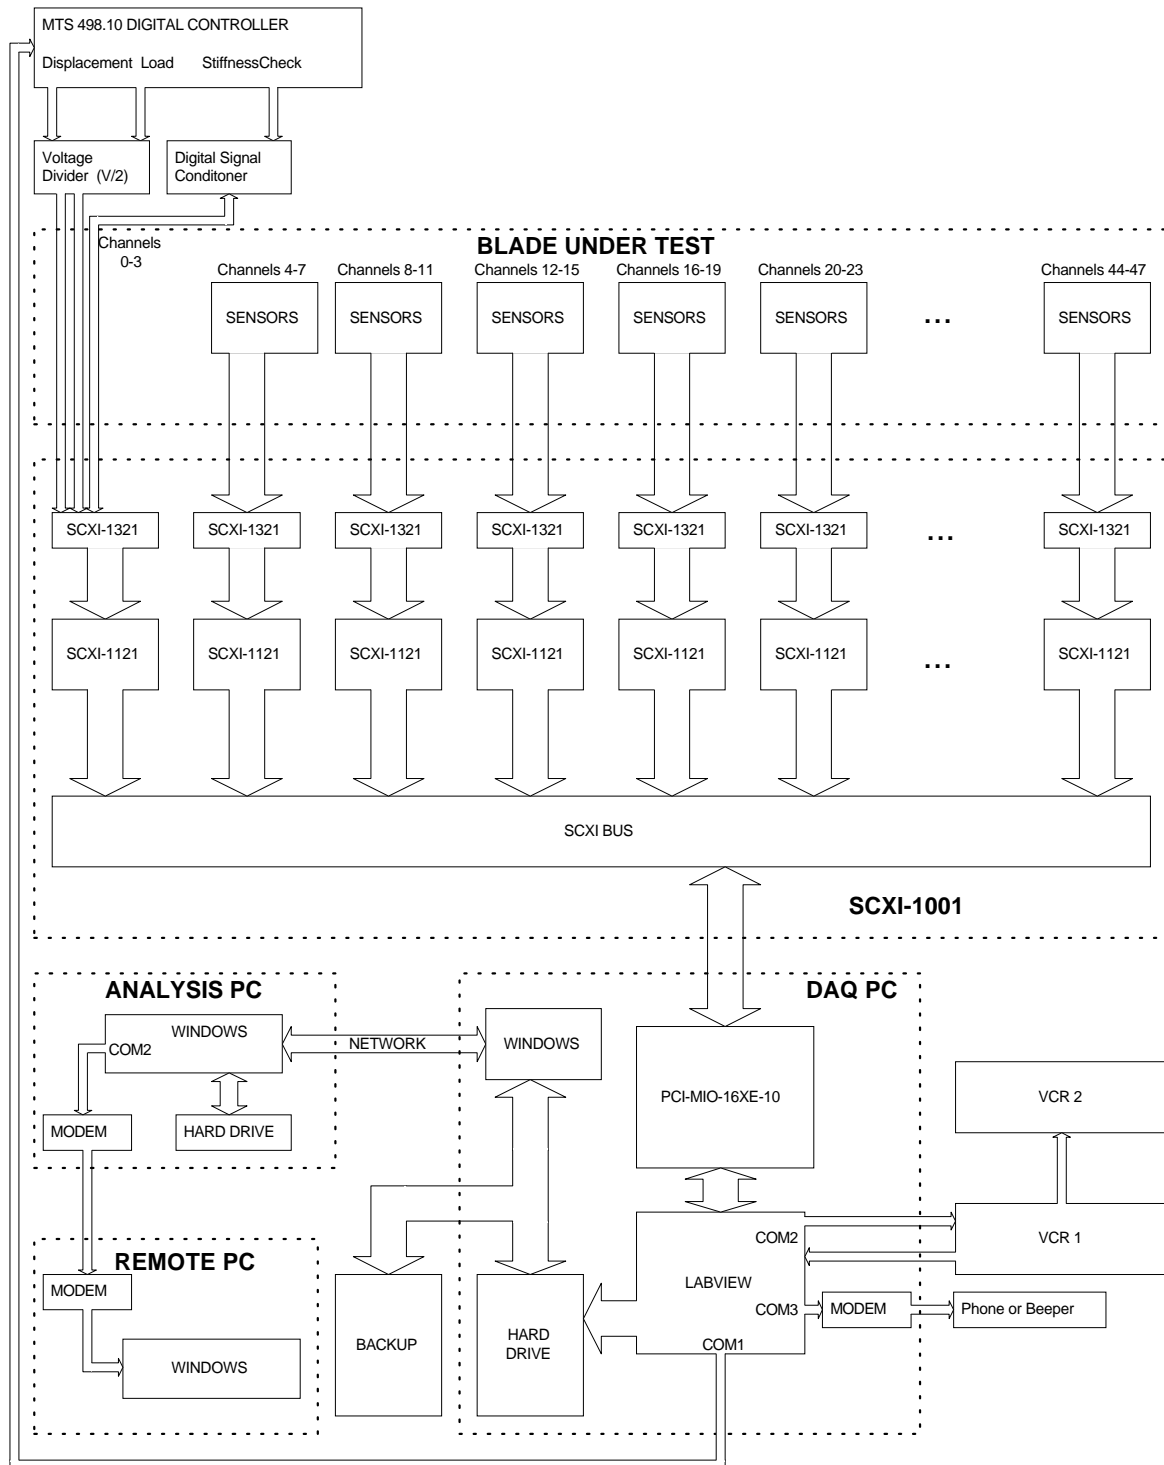 MTS 498.10 DIGITAL CONTROLLER
Displacement Load StiffnessCheck
Voltage
Divider (V/2)
Digital Signal
Conditoner
Channels
0-3
BLADE UNDER TEST
Channels 4-7 Channels 8-11 Channels 12-15 Channels 16-19 Channels 20-23 Channels 44-47
SENSORS SENSORS SENSORS SENSORS SENSORS ... SENSORS
SCXI-1321 SCXI-1321 SCXI-1321 SCXI-1321 SCXI-1321 SCXI-1321 ... SCXI-1321
SCXI-1121 SCXI-1121 SCXI-1121 SCXI-1121 SCXI-1121 SCXI-1121 ... SCXI-1121
SCXI BUS
SCXI-1001
ANALYSIS PC
WINDOWS
COM2
MODEM
HARD DRIVE
NETWORK
DAQ PC
WINDOWS
PCI-MIO-16XE-10
VCR 2
VCR 1
COM2
LABVIEW
COM3
COM1
MODEM
Phone or Beeper
REMOTE PC
MODEM
WINDOWS
BACKUP
HARD
DRIVE